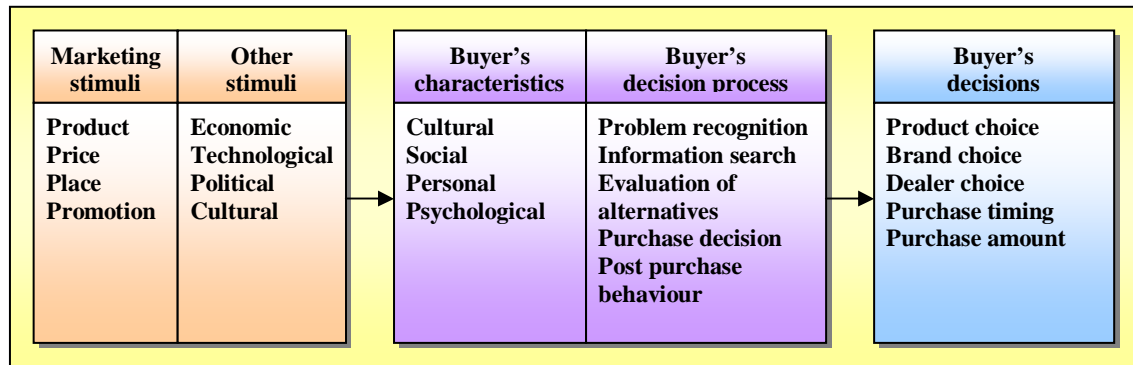 Marketing
stimuli
Product
Price
Place
Promotion
Other
stimuli
Economic
Technological
Political
Cultural
Buyer's
characteristics
Cultural
Social
Personal
Psychological
Buyer's
decision process
Problem recognition
Information search
Evaluation of
alternatives
Purchase decision
Post purchase
behaviour
Buyer's
decisions
Product choice
Brand choice
Dealer choice
Purchase timing
Purchase amount